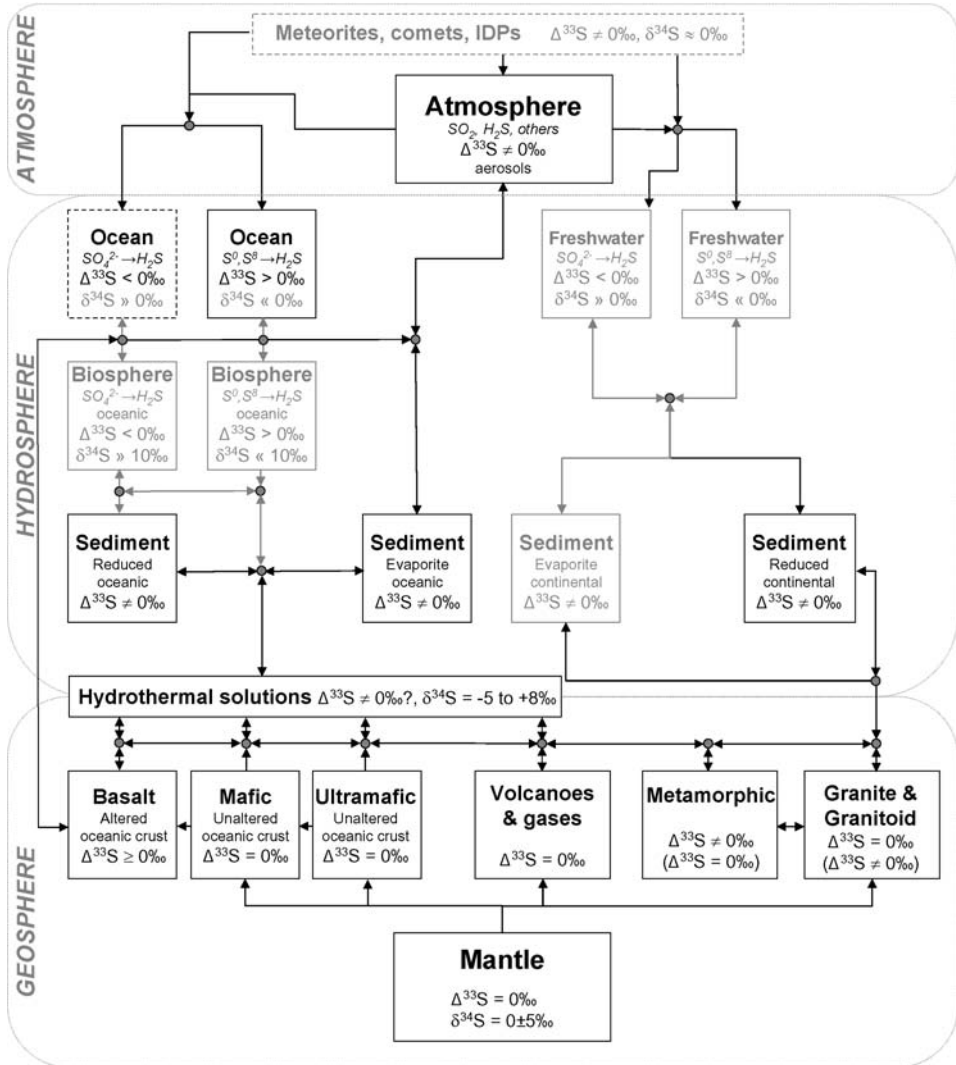 ATMOSPHERE
Meteorites, comets, IDPs Δ³³S ≠ 0‰, δ³⁴S ≈ 0‰
Atmosphere
SO₂, H₂S, others
Δ³³S ≠ 0‰
aerosols
HYDROSPHERE
Ocean
SO₄²⁻→H₂S
Δ³³S < 0‰
δ³⁴S » 0‰
Ocean
S⁰, S⁸→H₂S
Δ³³S > 0‰
δ³⁴S « 0‰
Freshwater
SO₄²⁻→H₂S
Δ³³S < 0‰
δ³⁴S » 0‰
Freshwater
S⁰, S⁸→H₂S
Δ³³S > 0‰
δ³⁴S « 0‰
Biosphere
SO₄²⁻→H₂S
oceanic
Δ³³S < 0‰
δ³⁴S » 10‰
Biosphere
S⁰, S⁸→H₂S
oceanic
Δ³³S > 0‰
δ³⁴S « 10‰
Sediment
Reduced
oceanic
Δ³³S ≠ 0‰
Sediment
Evaporite
oceanic
Δ³³S ≠ 0‰
Sediment
Evaporite
continental
Δ³³S ≠ 0‰
Sediment
Reduced
continental
Δ³³S ≠ 0‰
Hydrothermal solutions Δ³³S ≠ 0‰?, δ³⁴S = -5 to +8‰
GEOSPHERE
Basalt
Altered
oceanic crust
Δ³³S ≥ 0‰
Mafic
Unaltered
oceanic crust
Δ³³S = 0‰
Ultramafic
Unaltered
oceanic crust
Δ³³S = 0‰
Volcanoes
& gases
Δ³³S = 0‰
Metamorphic
Δ³³S ≠ 0‰
(Δ³³S = 0‰)
Granite &
Granitoid
Δ³³S = 0‰
(Δ³³S ≠ 0‰)
Mantle
Δ³³S = 0‰
δ³⁴S = 0±5‰